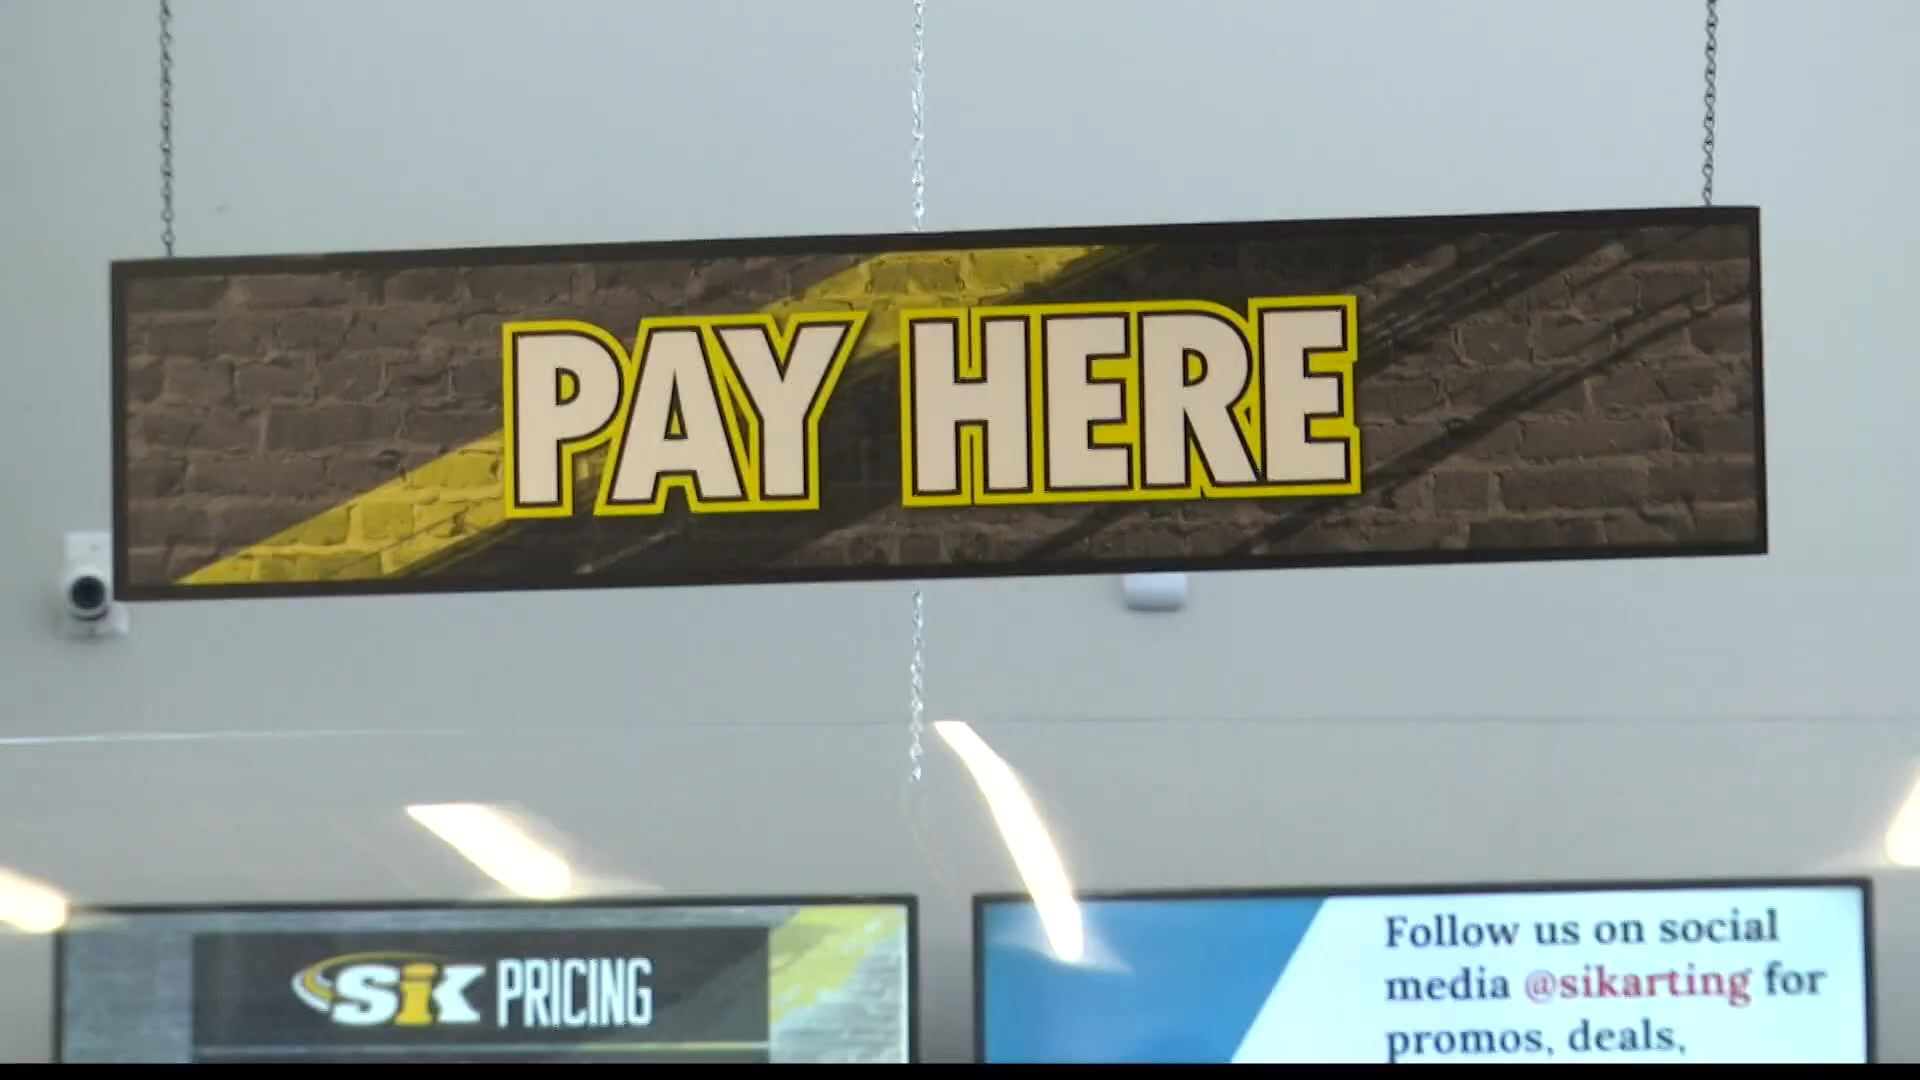 PAY HERE
SiK PRICING
Follow us on social
media @sikarting for
promos, deals,